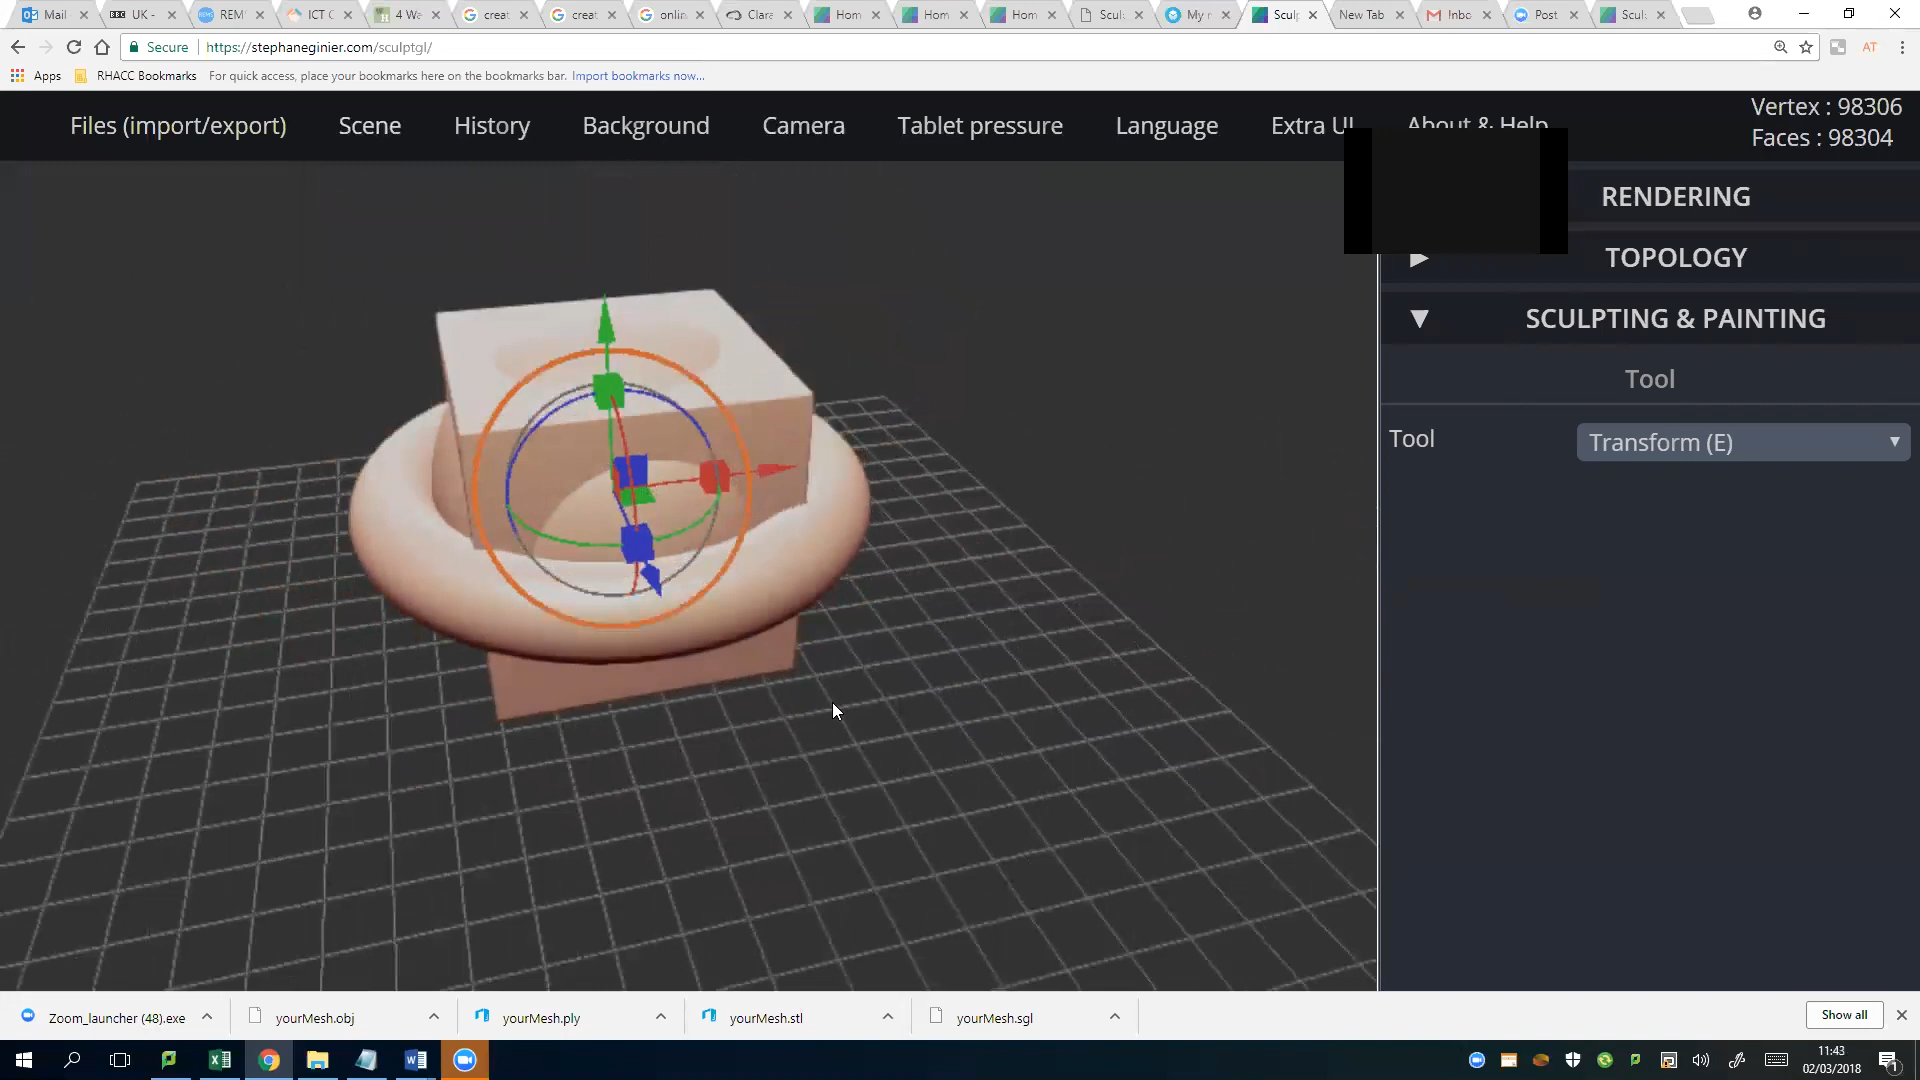 Mail
UK -
REM
ICT C
4 Wa
creat
creat
onlin
Clara
Hom
Hom
Hom
Scul
My r
Sculp
New Tab
Inbo
Post
Scul
Secure
https://stephaneginier.com/sculptgl/
AT
Apps
RHACC Bookmarks
For quick access, place your bookmarks here on the bookmarks bar. Import bookmarks now...
Files (import/export)
Scene
History
Background
Camera
Tablet pressure
Language
Extra UI
About & Help
Vertex : 98306
Faces : 98304
RENDERING
TOPOLOGY
SCULPTING & PAINTING
Tool
Tool
Transform (E)
Zoom_launcher (48).exe
yourMesh.obj
yourMesh.ply
yourMesh.stl
yourMesh.sgl
Show all
11:43
02/03/2018